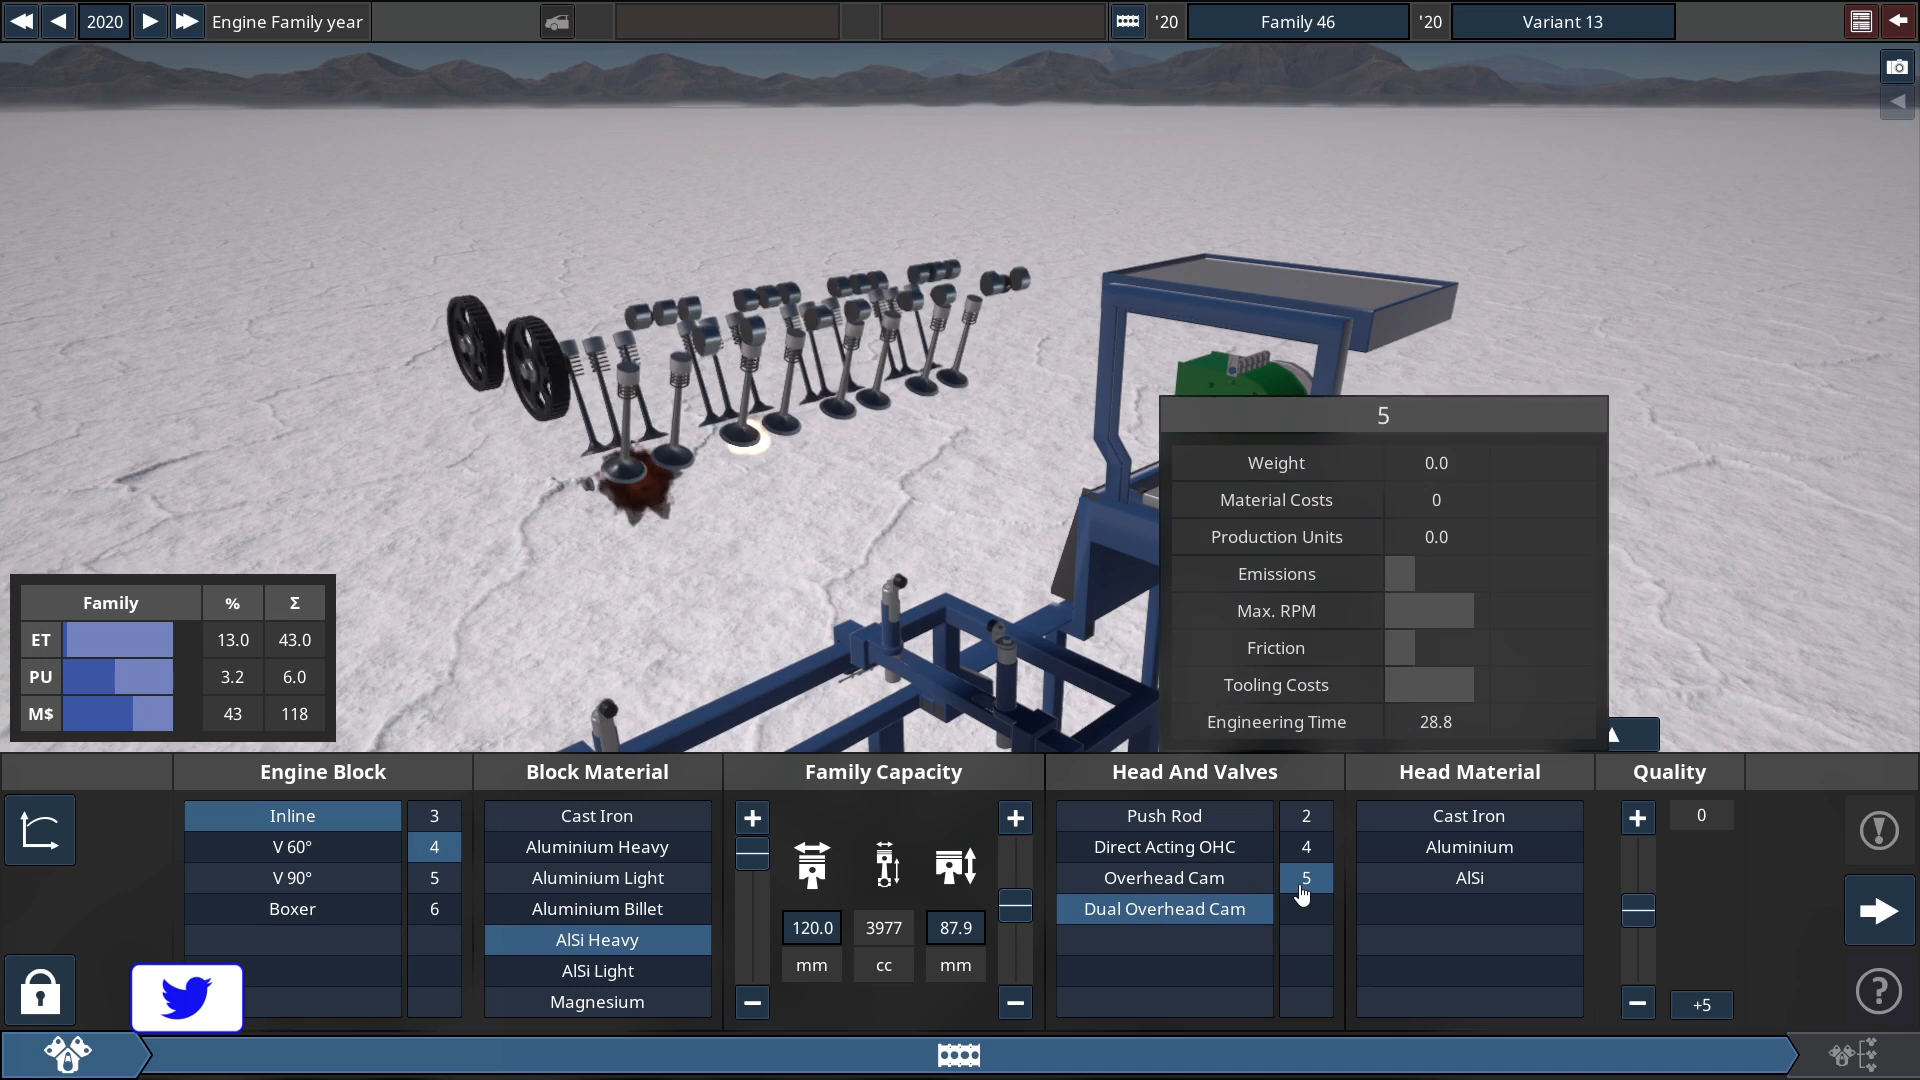 2020 Engine Family year '20 Family 46 '20 Variant 13
5
Weight 0.0
Material Costs 0
Production Units 0.0
Emissions
Max. RPM
Friction
Tooling Costs
Engineering Time 28.8
Family % Σ
ET 13.0 43.0
PU 3.2 6.0
M$ 43 118
Engine Block Block Material Family Capacity Head And Valves Head Material Quality
Inline 3 Cast Iron + + Push Rod 2 Cast Iron + 0
V 60° 4 Aluminium Heavy Direct Acting OHC 4 Aluminium
V 90° 5 Aluminium Light Overhead Cam 5 AlSi
Boxer 6 Aluminium Billet 120.0 3977 87.9 Dual Overhead Cam
AlSi Heavy mm cc mm
AlSi Light
Magnesium − − − +5